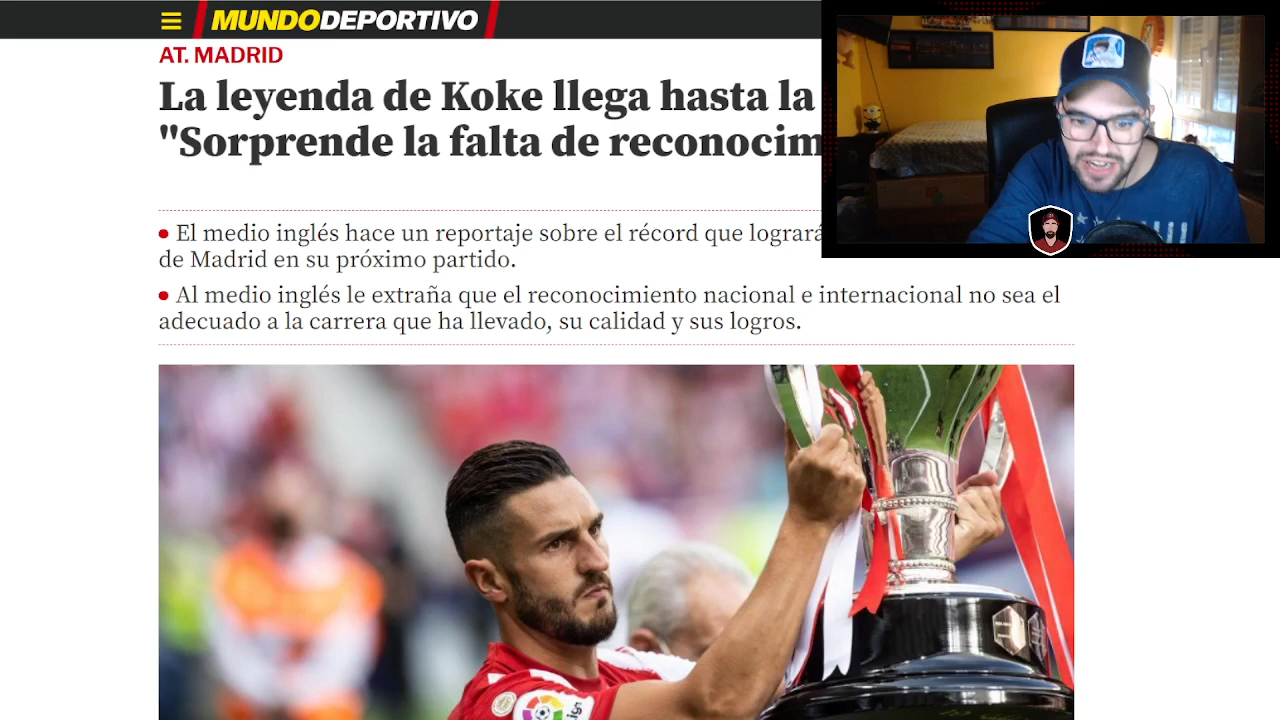 MUNDODEPORTIVO
AT. MADRID
La leyenda de Koke llega hasta la
"Sorprende la falta de
El medio inglés hace un reportaje sobre el récord que logrará
de Madrid en su próximo partido.
Al medio inglés le extraña que el reconocimiento nacional e internacional no sea el
adecuado a la carrera que ha llevado, su calidad y sus logros.